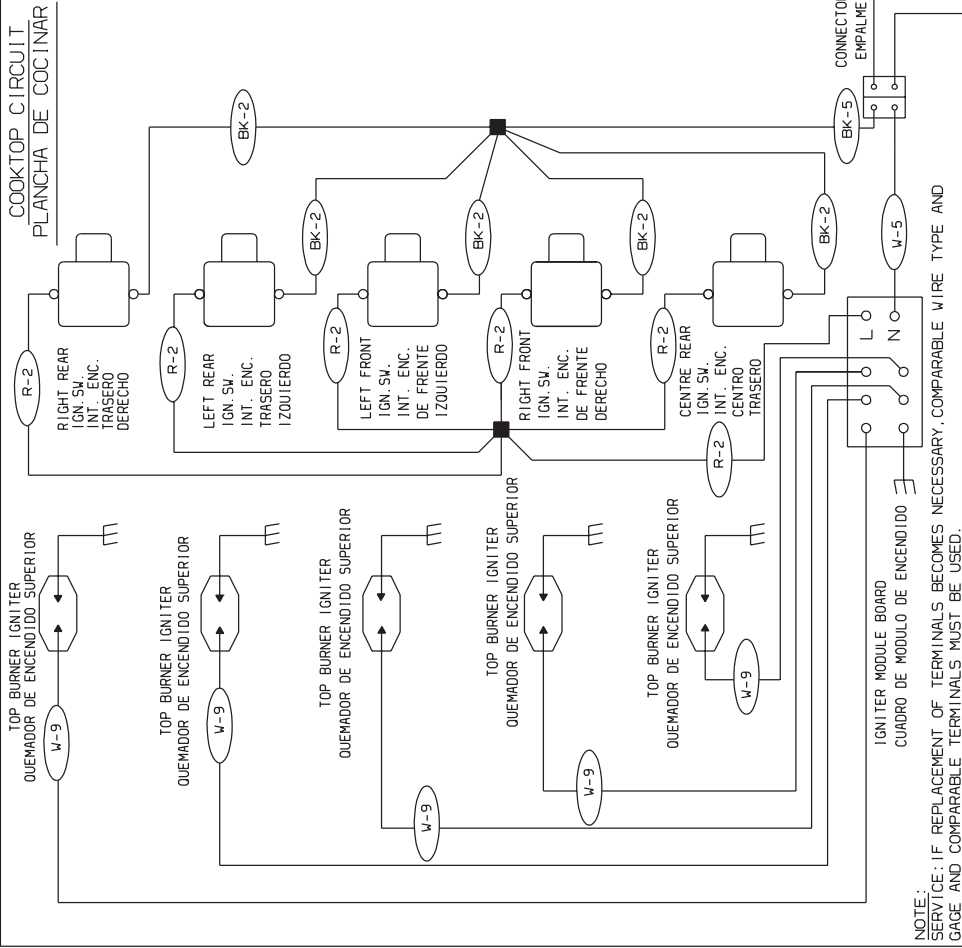 COOKTOP CIRCUIT
PLANCHA DE COCINAR
TOP BURNER IGNITER
QUEMADOR DE ENCENDIDO SUPERIOR
W-9
TOP BURNER IGNITER
QUEMADOR DE ENCENDIDO SUPERIOR
W-9
TOP BURNER IGNITER
QUEMADOR DE ENCENDIDO SUPERIOR
W-9
TOP BURNER IGNITER
QUEMADOR DE ENCENDIDO SUPERIOR
W-9
TOP BURNER IGNITER
QUEMADOR DE ENCENDIDO SUPERIOR
W-9
R-2
RIGHT REAR
IGN.SW.
INT. ENC.
TRASERO
DERECHO
BK-2
R-2
LEFT REAR
IGN.SW.
INT. ENC.
TRASERO
IZQUIERDO
BK-2
R-2
LEFT FRONT
IGN.SW.
INT. ENC.
DE FRENTE
IZQUIERDO
BK-2
R-2
RIGHT FRONT
IGN.SW.
INT. ENC.
DE FRENTE
DERECHO
BK-2
R-2
CENTRE REAR
IGN.SW.
INT. ENC.
CENTRO
TRASERO
BK-2
R-2
BK-5
W-5
CONNECTO
EMPALME
L
N
IGNITER MODULE BOARD
CUADRO DE MODULO DE ENCENDIDO
NOTE:
SERVICE: IF REPLACEMENT OF TERMINALS BECOMES NECESSARY, COMPARABLE WIRE TYPE AND
GAGE AND COMPARABLE TERMINALS MUST BE USED.